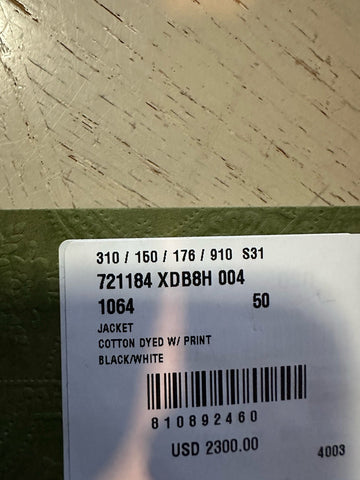 310 / 150 / 176 / 910 S31
721184 XDB8H 004
1064 50
JACKET
COTTON DYED W/ PRINT
BLACK/WHITE
810892460
USD 2300.00
4003